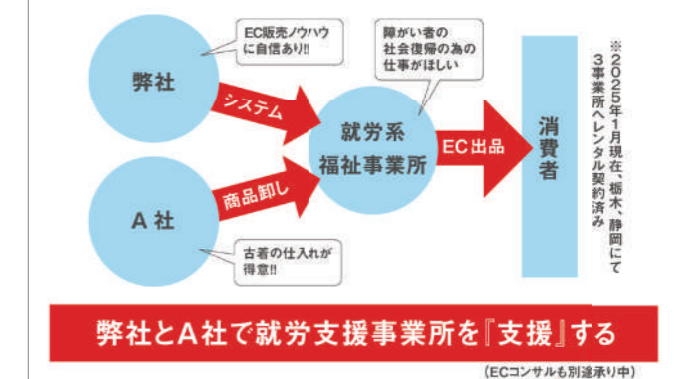 EC販売ノウハウ
に自信あり!!
弊社
システム
障がい者の
社会復帰の為の
仕事がほしい
就労系
福祉事業所
EC出品
消費者
※2025年1月現在、栃木、静岡にて
3事業所へレンタル契約済み
商品卸し
A社
古着の仕入れが
得意!!
弊社とA社で就労支援事業所を『支援』する
(ECコンサルも別途承り中)